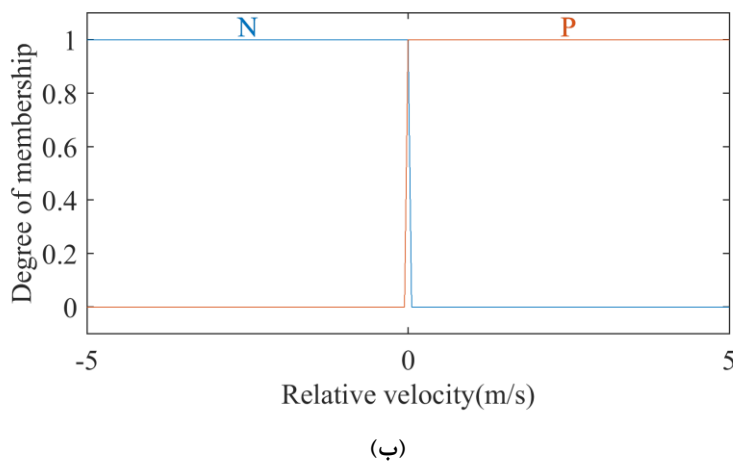 N P
1
0.8
0.6
0.4
0.2
0
Degree of membership
-5 0 5
Relative velocity(m/s)
(ب)